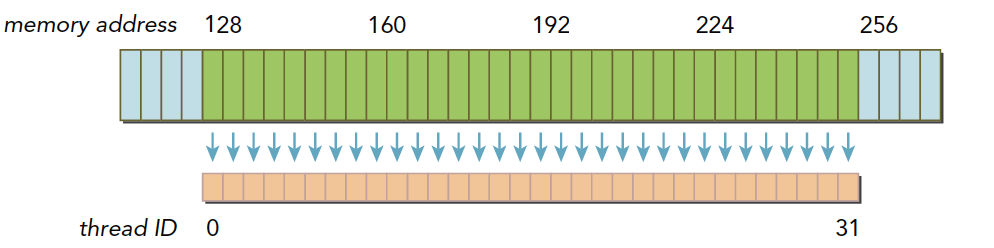 memory address 128 160 192 224 256
thread ID 0 31